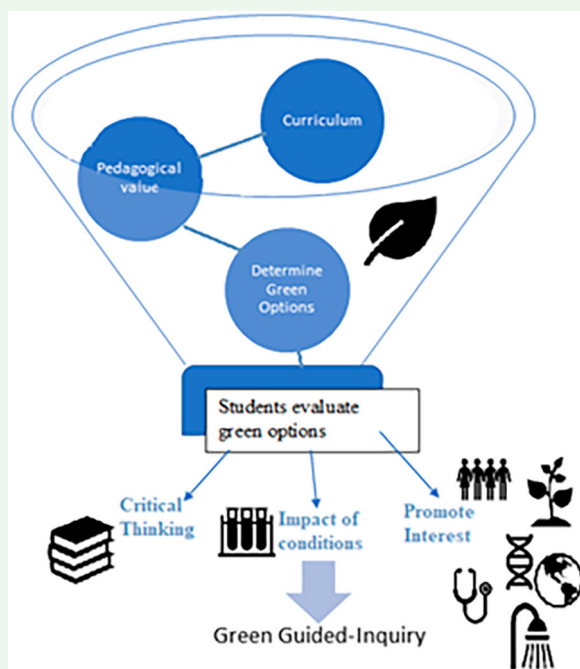 Curriculum
Pedagogical
value
Determine
Green
Options
Students evaluate
green options
Critical
Thinking
Impact of
conditions
Promote
Interest
Green Guided-Inquiry